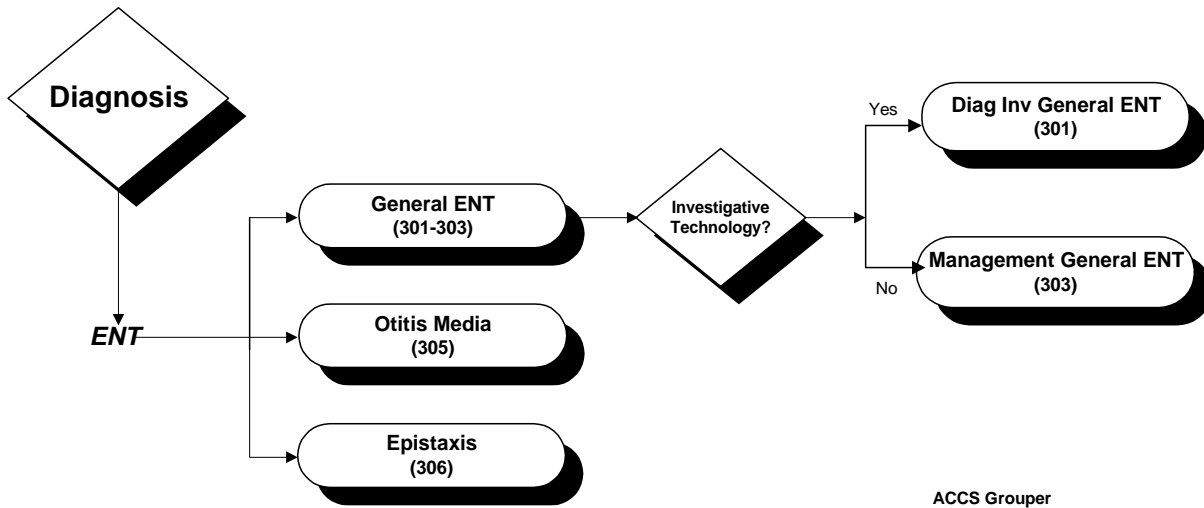 Diagnosis
ENT
General ENT
(301-303)
Otitis Media
(305)
Epistaxis
(306)
Investigative
Technology?
Yes
Diag Inv General ENT
(301)
No
Management General ENT
(303)
ACCS Grouper